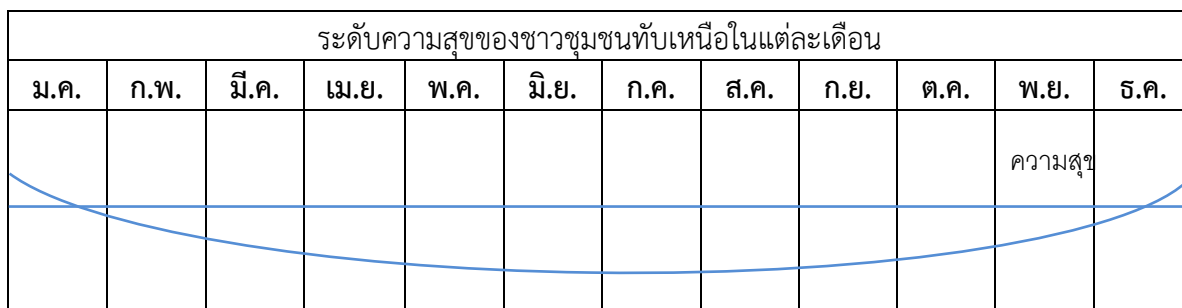 ระดับความสุขของชาวชุมชนทับเหนือในแต่ละเดือน
ม.ค. ก.พ. มี.ค. เม.ย. พ.ค. มิ.ย. ก.ค. ส.ค. ก.ย. ต.ค. พ.ย. ธ.ค.
ความสุข